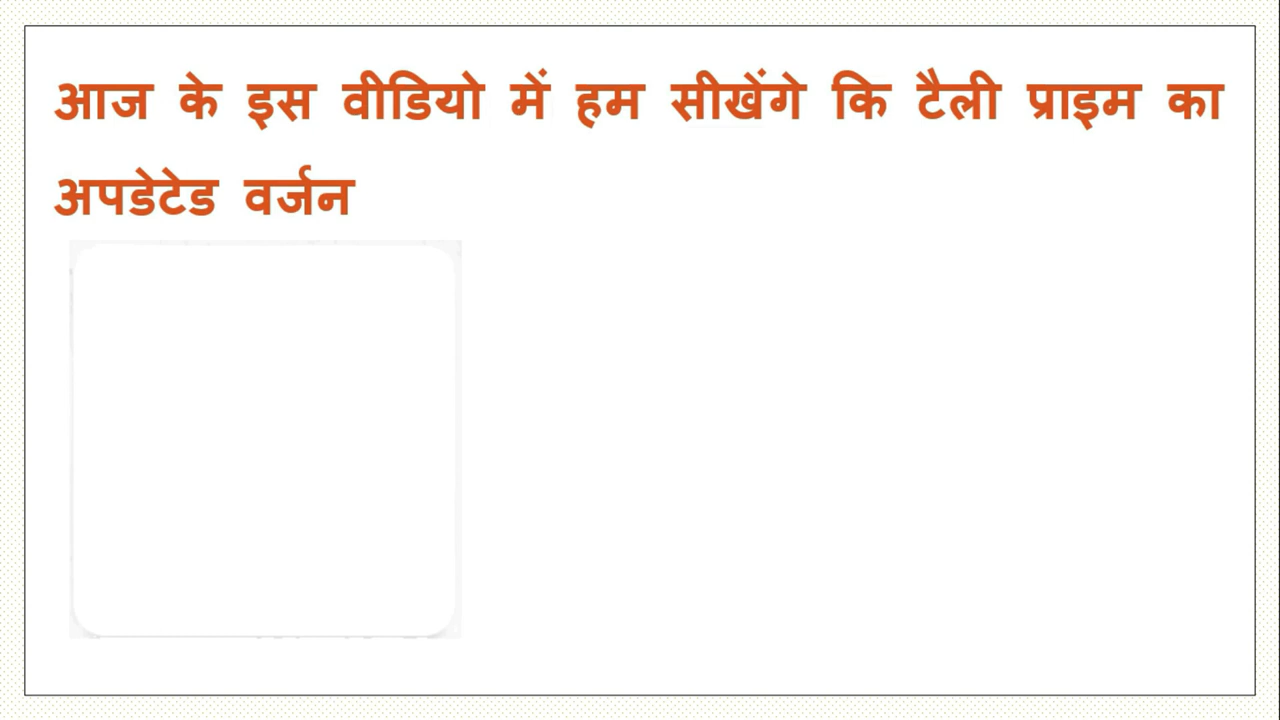 आज के इस वीडियो में हम सीखेंगे कि टैली प्राइम का
अपडेटेड वर्जन